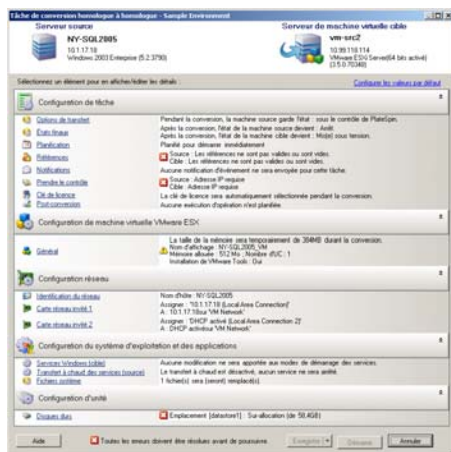 Tâche de conversion homologue à homologue - Sample Environment
Serveur source
Serveur de machine virtuelle cible
NY-SQL2005
10.1.17.18
Windows 2003 Enterprise (5.2.3790)
vm-src2
10.99.118.114
VMware ESX Server(64 bits activé)
(3.5.0.70348)
Sélectionnez un élément pour en afficher/éditer les détails :
Configurer les valeurs par défaut
Configuration de tâche
Options de transfert
Pendant la conversion, la machine source garde l'état : sous le contrôle de PlateSpin.
États finaux
Après la conversion, l'état de la machine source devient : Arrêt
Après la conversion, l'état de la machine cible devient : Mis(e) sous tension.
Planification
Planifié pour démarrer immédiatement
Références
Source : Les références ne sont pas valides ou sont vides.
Cible : Les références ne sont pas valides ou sont vides.
Notifications
Aucune notification d'événement ne sera envoyée pour cette tâche.
Prendre le contrôle
Source : Adresse IP requise
Cible : Adresse IP requise
Clé de licence
La clé de licence sera automatiquement sélectionnée pendant la conversion.
Post-conversion
Aucune exécution d'opération n'est planifiée.
Configuration de machine virtuelle VMware ESX
Général
La taille de la mémoire sera temporairement de 384MB durant la conversion.
Nom d'affichage : NY-SQL2005_VM
Mémoire allouée : 512 Mo ; Nombre d'UC : 1
Installation de VMware Tools : Oui
Configuration réseau
Identification du réseau
Nom d'hôte : NY-SQL2005
Carte réseau invité 1
Assigner : '10.1.17.18 (Local Area Connection)'
À : 10.1.17.18sur 'VM Network'
Carte réseau invité 2
Assigner : 'DHCP activé (Local Area Connection 2)'
À : DHCP activésur 'VM Network'
Configuration du système d'exploitation et des applications
Services Windows (cible)
Aucune modification ne sera apportée aux modes de démarrage des services.
Transfert à chaud des services (source)
Le transfert à chaud est désactivé, aucun service ne sera arrêté.
Fichiers système
1 fichier(s) sera (seront) remplacé(s).
Configuration d'unité
Disques durs
Emplacement [datastore1] : Sur-allocation (de 58,4GB)
Aide
Toutes les erreurs doivent être résolues avant de poursuivre.
Enregistrer
Démarrer
Annuler